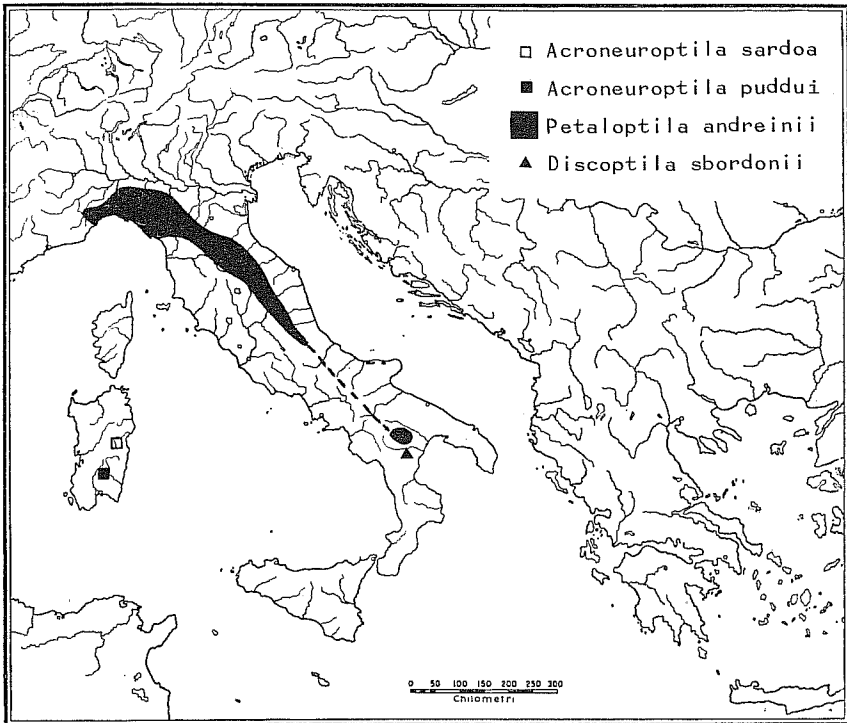 Acroneuroptila sardoa
Acroneuroptila puddui
Petaloptila andreinii
Discoptila sbordonii
0 50 100 150 200 250 300
Chilometri